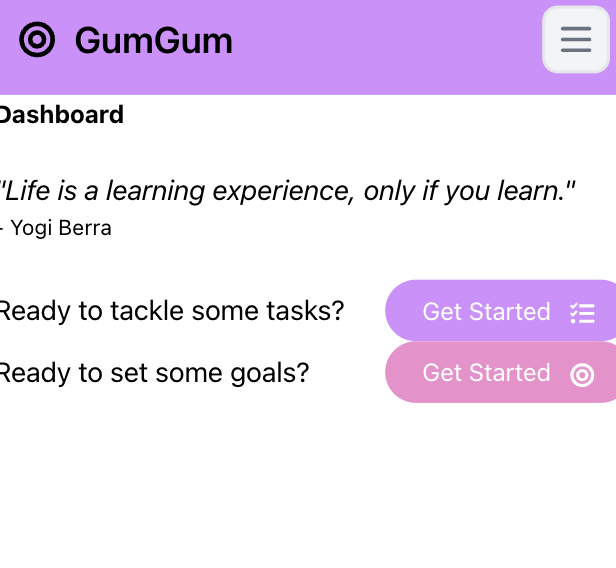 GumGum
Dashboard
"Life is a learning experience, only if you learn."
- Yogi Berra
Ready to tackle some tasks? Get Started
Ready to set some goals? Get Started